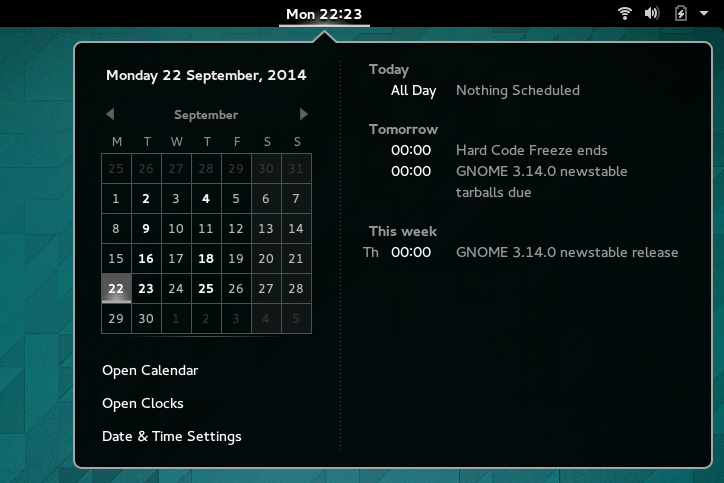 Mon 22:23
Monday 22 September, 2014
September
M T W T F S S
25 26 27 28 29 30 31
1 2 3 4 5 6 7
8 9 10 11 12 13 14
15 16 17 18 19 20 21
22 23 24 25 26 27 28
29 30 1 2 3 4 5
Open Calendar
Open Clocks
Date & Time Settings
Today
All Day Nothing Scheduled
Tomorrow
00:00 Hard Code Freeze ends
00:00 GNOME 3.14.0 newstable
tarballs due
This week
Th 00:00 GNOME 3.14.0 newstable release